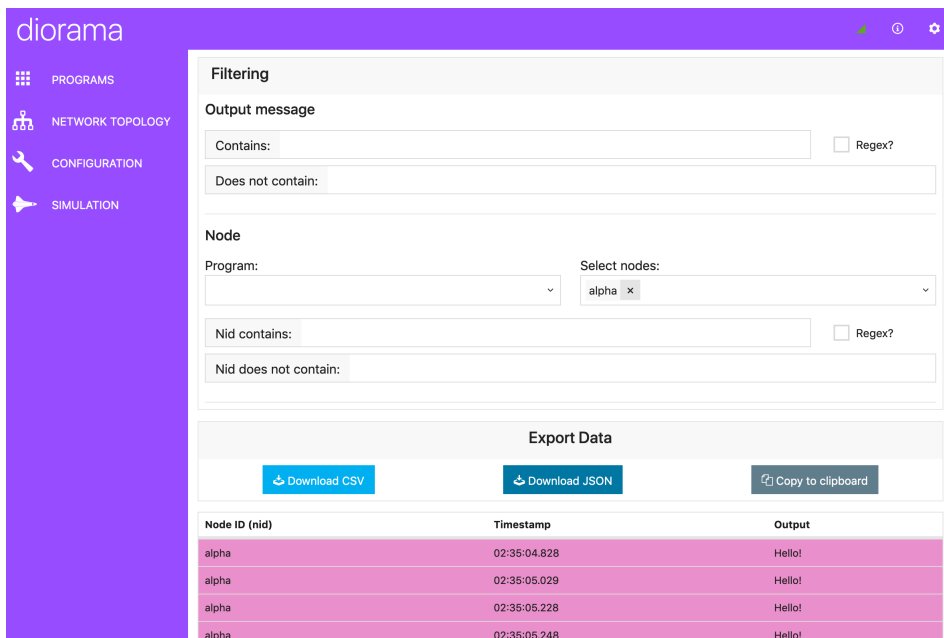 diorama
PROGRAMS
NETWORK TOPOLOGY
CONFIGURATION
SIMULATION
Filtering
Output message
Contains:
Regex?
Does not contain:
Node
Program:
Select nodes:
alpha ×
Nid contains:
Regex?
Nid does not contain:
Export Data
Download CSV
Download JSON
Copy to clipboard
Node ID (nid) Timestamp Output
alpha 02:35:04.828 Hello!
alpha 02:35:05.029 Hello!
alpha 02:35:05.228 Hello!
alpha 02:35:05.248 Hello!